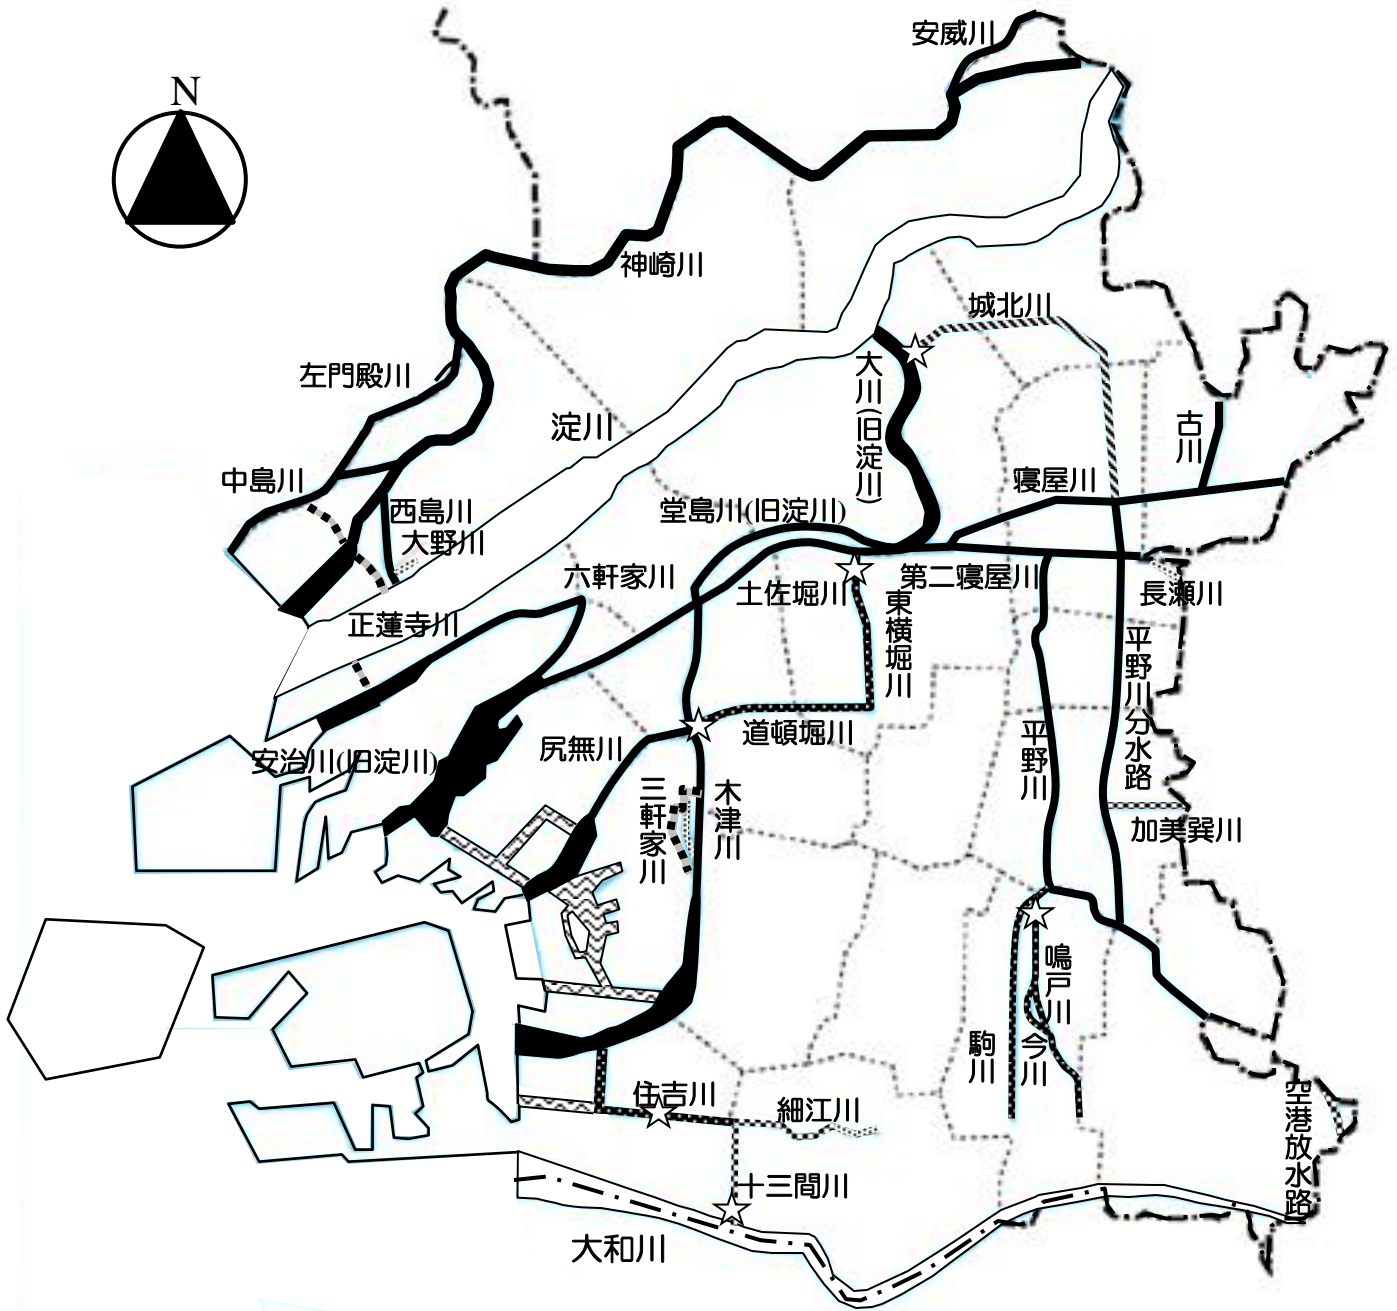 安威川
N
神崎川
城北川
左門殿川
大川(旧淀川)
淀川
古川
中島川
寝屋川
西島川
堂島川(旧淀川)
大野川
六軒家川
土佐堀川
第二寝屋川
長瀬川
東横堀川
正蓮寺川
平野川分水路
道頓堀川
平野川
尻無川
安治川(旧淀川)
三軒家川
木津川
加美巽川
鳴戸川
駒川
今川
住吉川
細江川
空港放水路
十三間川
大和川